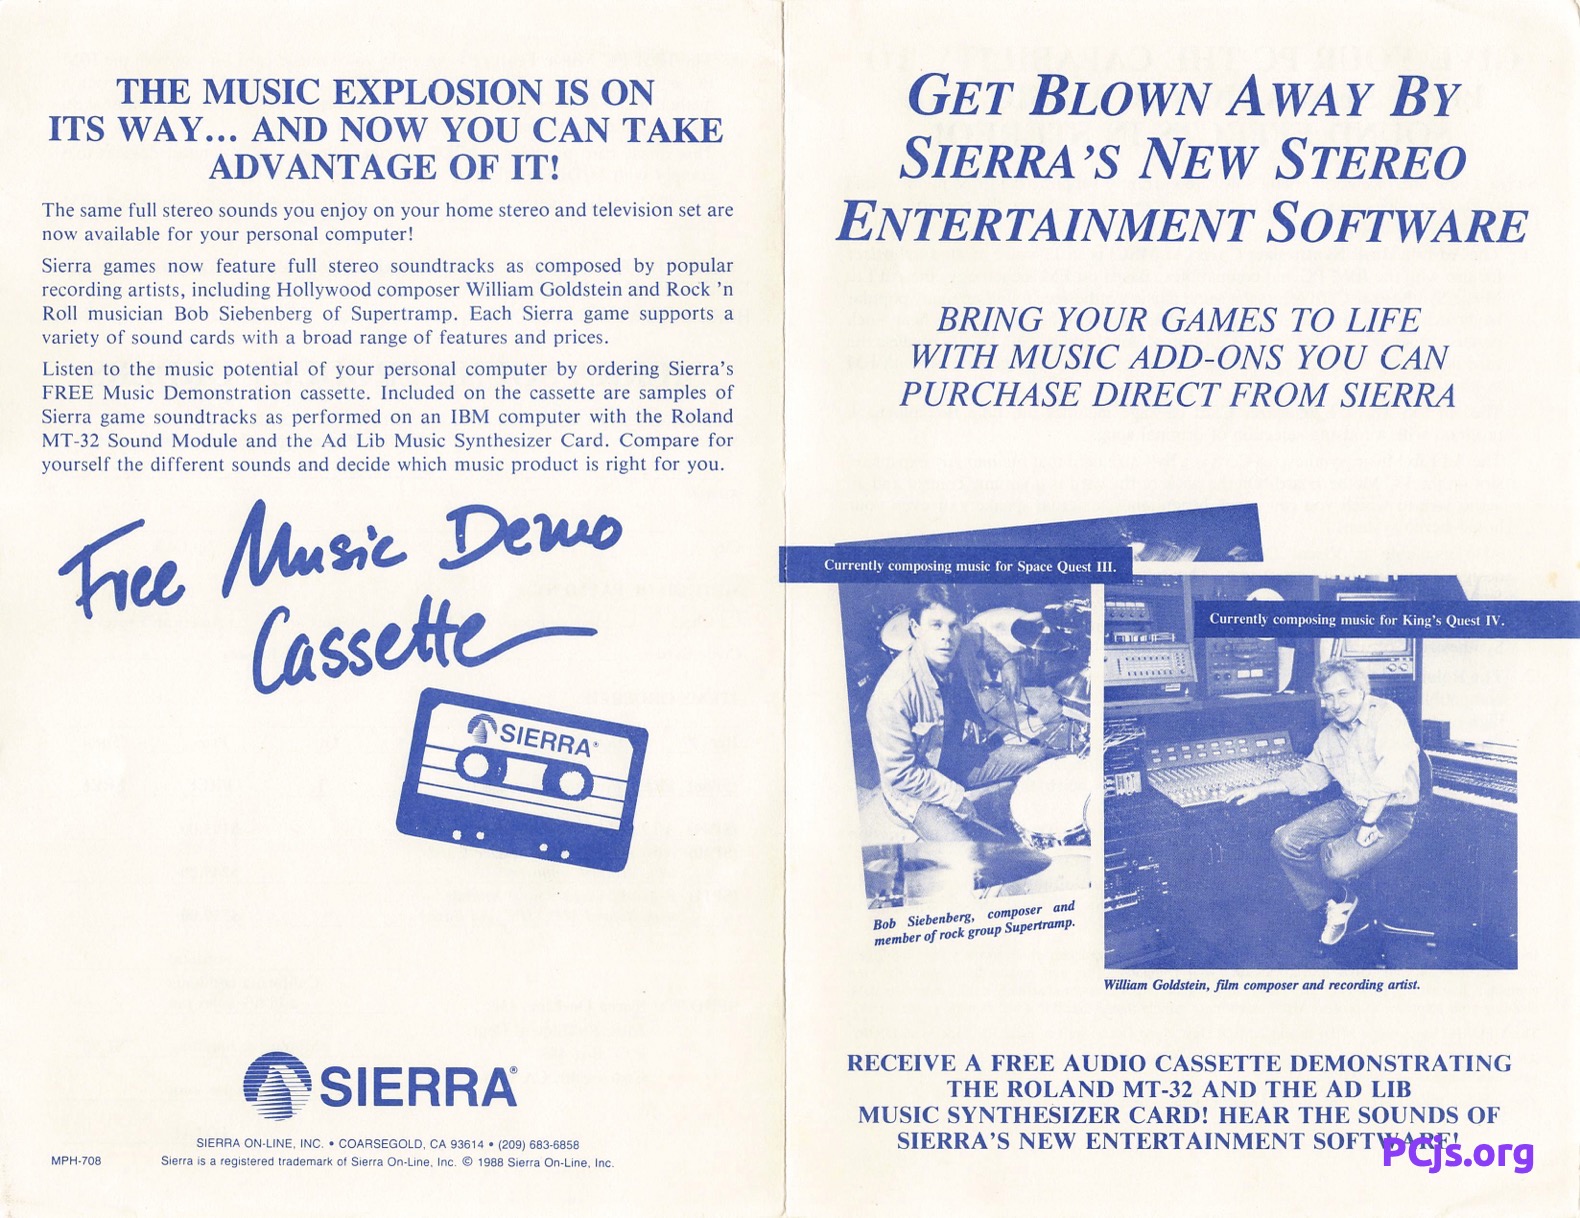 THE MUSIC EXPLOSION IS ON
ITS WAY... AND NOW YOU CAN TAKE
ADVANTAGE OF IT!
The same full stereo sounds you enjoy on your home stereo and television set are
now available for your personal computer!
Sierra games now feature full stereo soundtracks as composed by popular
recording artists, including Hollywood composer William Goldstein and Rock 'n
Roll musician Bob Siebenberg of Supertramp. Each Sierra game supports a
variety of sound cards with a broad range of features and prices.
Listen to the music potential of your personal computer by ordering Sierra's
FREE Music Demonstration cassette. Included on the cassette are samples of
Sierra game soundtracks as performed on an IBM computer with the Roland
MT-32 Sound Module and the Ad Lib Music Synthesizer Card. Compare for
yourself the different sounds and decide which music product is right for you.
Free Music Demo
Cassette
SIERRA®
SIERRA®
SIERRA ON-LINE, INC. • COARSEGOLD, CA 93614 • (209) 683-6858
MPH-708 Sierra is a registered trademark of Sierra On-Line, Inc. © 1988 Sierra On-Line, Inc.
GET BLOWN AWAY BY
SIERRA'S NEW STEREO
ENTERTAINMENT SOFTWARE
BRING YOUR GAMES TO LIFE
WITH MUSIC ADD-ONS YOU CAN
PURCHASE DIRECT FROM SIERRA
Currently composing music for Space Quest III.
Currently composing music for King's Quest IV.
Bob Siebenberg, composer and
member of rock group Supertramp.
William Goldstein, film composer and recording artist.
RECEIVE A FREE AUDIO CASSETTE DEMONSTRATING
THE ROLAND MT-32 AND THE AD LIB
MUSIC SYNTHESIZER CARD! HEAR THE SOUNDS OF
SIERRA'S NEW ENTERTAINMENT SOFTWARE!
PCjs.org